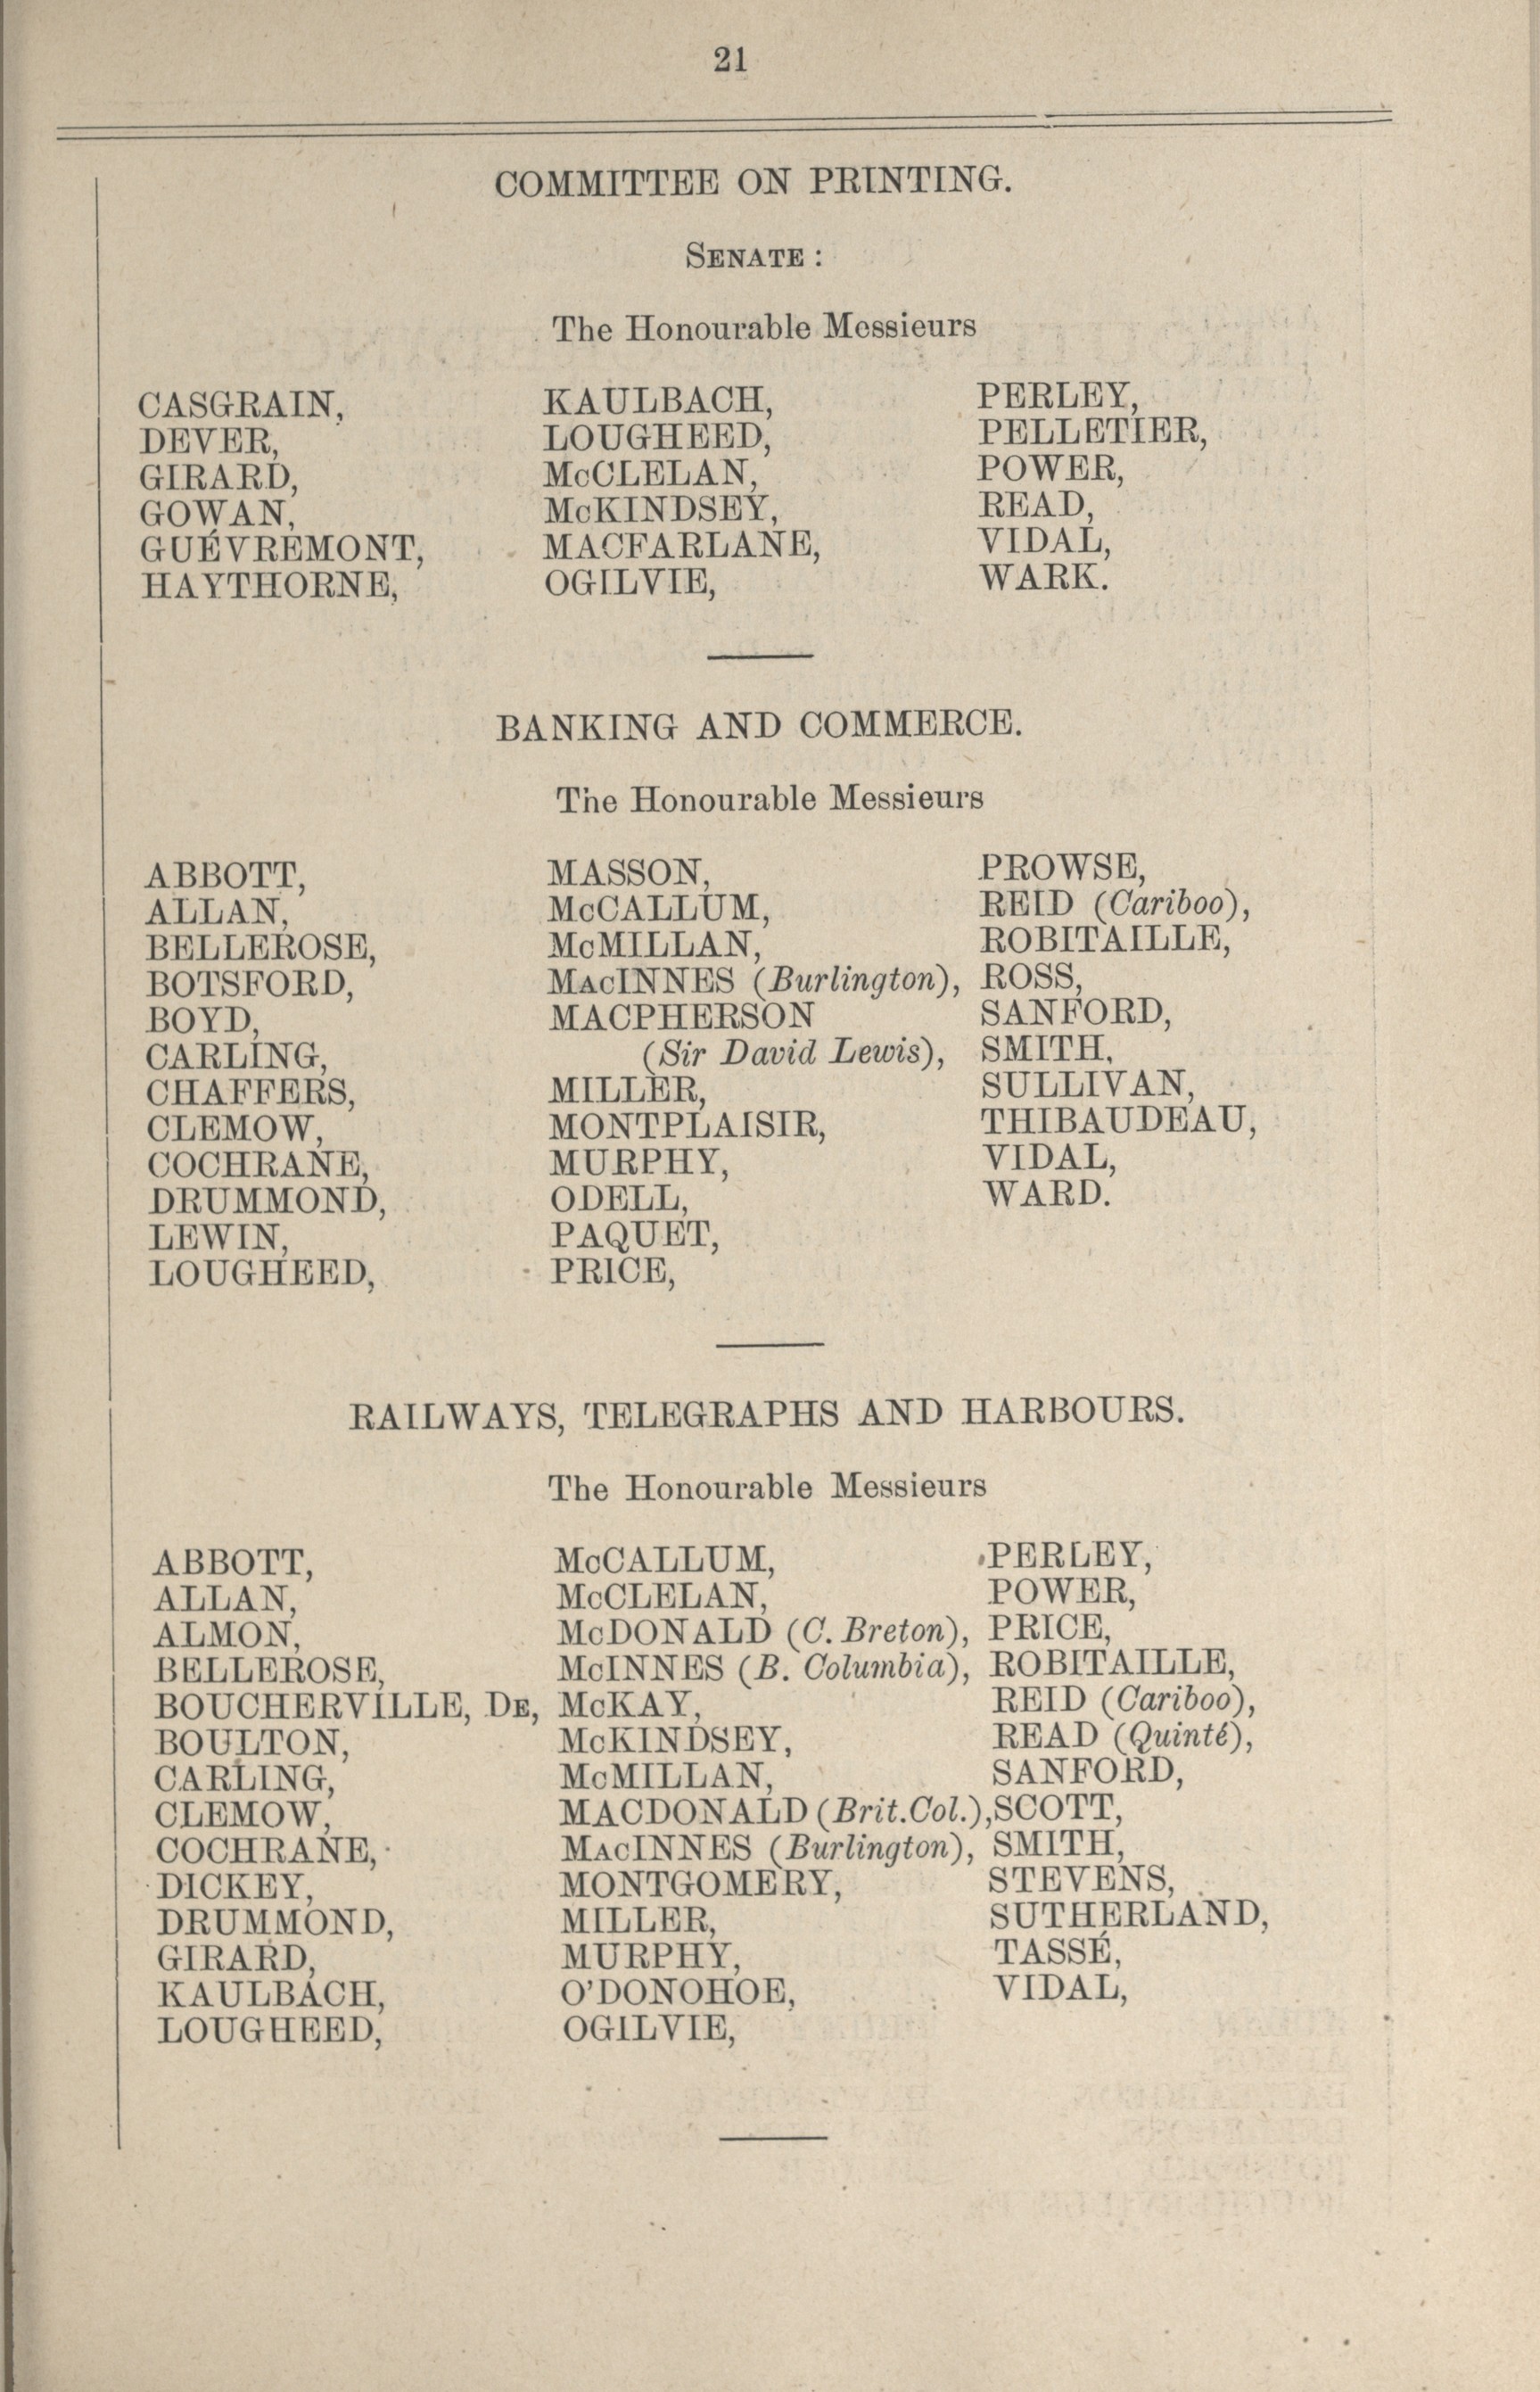 21
COMMITTEE ON PRINTING.
SENATE :
The Honourable Messieurs
CASGRAIN,
DEVER,
GIRARD,
GOWAN,
GUÉVREMONT,
HAYTHORNE,
KAULBACH,
LOUGHEED,
McCLELAN,
McKINDSEY,
MACFARLANE,
OGILVIE,
PERLEY,
PELLETIER,
POWER,
READ,
VIDAL,
WARK.
BANKING AND COMMERCE.
The Honourable Messieurs
ABBOTT,
ALLAN,
BELLEROSE,
BOTSFORD,
BOYD,
CARLING,
CHAFFERS,
CLEMOW,
COCHRANE,
DRUMMOND,
LEWIN,
LOUGHEED,
MASSON,
McCALLUM,
McMILLAN,
MacINNES (Burlington),
MACPHERSON
(Sir David Lewis),
MILLER,
MONTPLAISIR,
MURPHY,
ODELL,
PAQUET,
PRICE,
PROWSE,
REID (Cariboo),
ROBITAILLE,
ROSS,
SANFORD,
SMITH,
SULLIVAN,
THIBAUDEAU,
VIDAL,
WARD.
RAILWAYS, TELEGRAPHS AND HARBOURS.
The Honourable Messieurs
ABBOTT,
ALLAN,
ALMON,
BELLEROSE,
BOUCHERVILLE, DE,
BOULTON,
CARLING,
CLEMOW,
COCHRANE,
DICKEY,
DRUMMOND,
GIRARD,
KAULBACH,
LOUGHEED,
McCALLUM,
McCLELAN,
McDONALD (C. Breton),
McINNES (B. Columbia),
McKAY,
McKINDSEY,
McMILLAN,
MACDONALD (Brit. Col.),
MacINNES (Burlington),
MONTGOMERY,
MILLER,
MURPHY,
O'DONOHOE,
OGILVIE,
PERLEY,
POWER,
PRICE,
ROBITAILLE,
REID (Cariboo),
READ (Quinté),
SANFORD,
SCOTT,
SMITH,
STEVENS,
SUTHERLAND,
TASSÉ,
VIDAL,